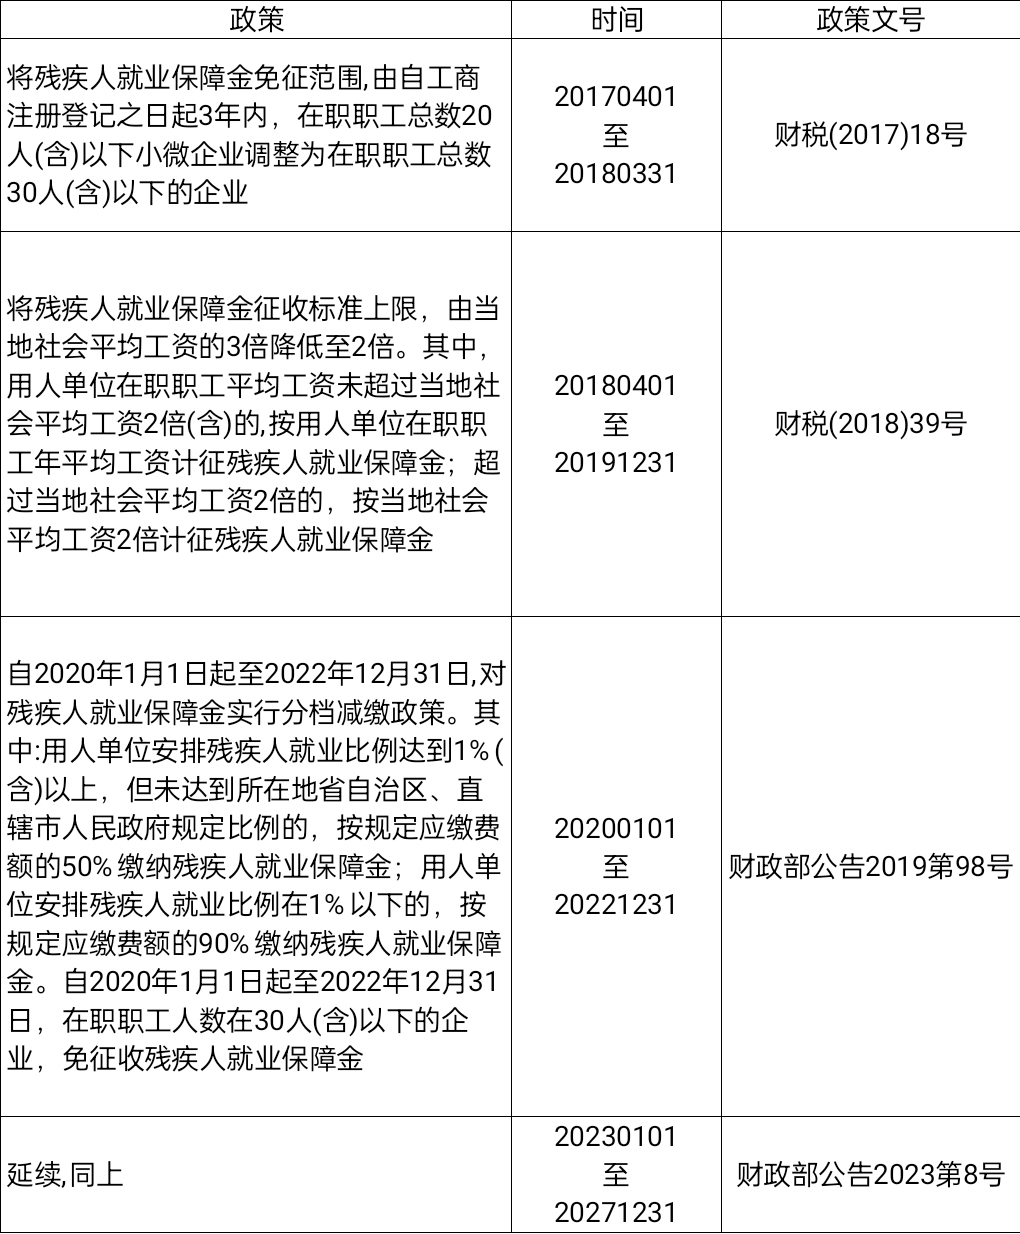 政策
时间
政策文号
将残疾人就业保障金免征范围,由自工商
注册登记之日起3年内，在职职工总数20
人(含)以下小微企业调整为在职职工总数
30人(含)以下的企业
20170401
至
20180331
财税(2017)18号
将残疾人就业保障金征收标准上限，由当
地社会平均工资的3倍降低至2倍。其中，
用人单位在职职工平均工资未超过当地社
会平均工资2倍(含)的,按用人单位在职职
工年平均工资计征残疾人就业保障金；超
过当地社会平均工资2倍的，按当地社会
平均工资2倍计征残疾人就业保障金
20180401
至
20191231
财税(2018)39号
自2020年1月1日起至2022年12月31日,对
残疾人就业保障金实行分档减缴政策。其
中:用人单位安排残疾人就业比例达到1% (
含)以上，但未达到所在地省自治区、直
辖市人民政府规定比例的，按规定应缴费
额的50% 缴纳残疾人就业保障金；用人单
位安排残疾人就业比例在1% 以下的，按
规定应缴费额的90% 缴纳残疾人就业保障
金。自2020年1月1日起至2022年12月31
日，在职职工人数在30人(含)以下的企
业，免征收残疾人就业保障金
20200101
至
20221231
财政部公告2019第98号
延续,同上
20230101
至
20271231
财政部公告2023第8号